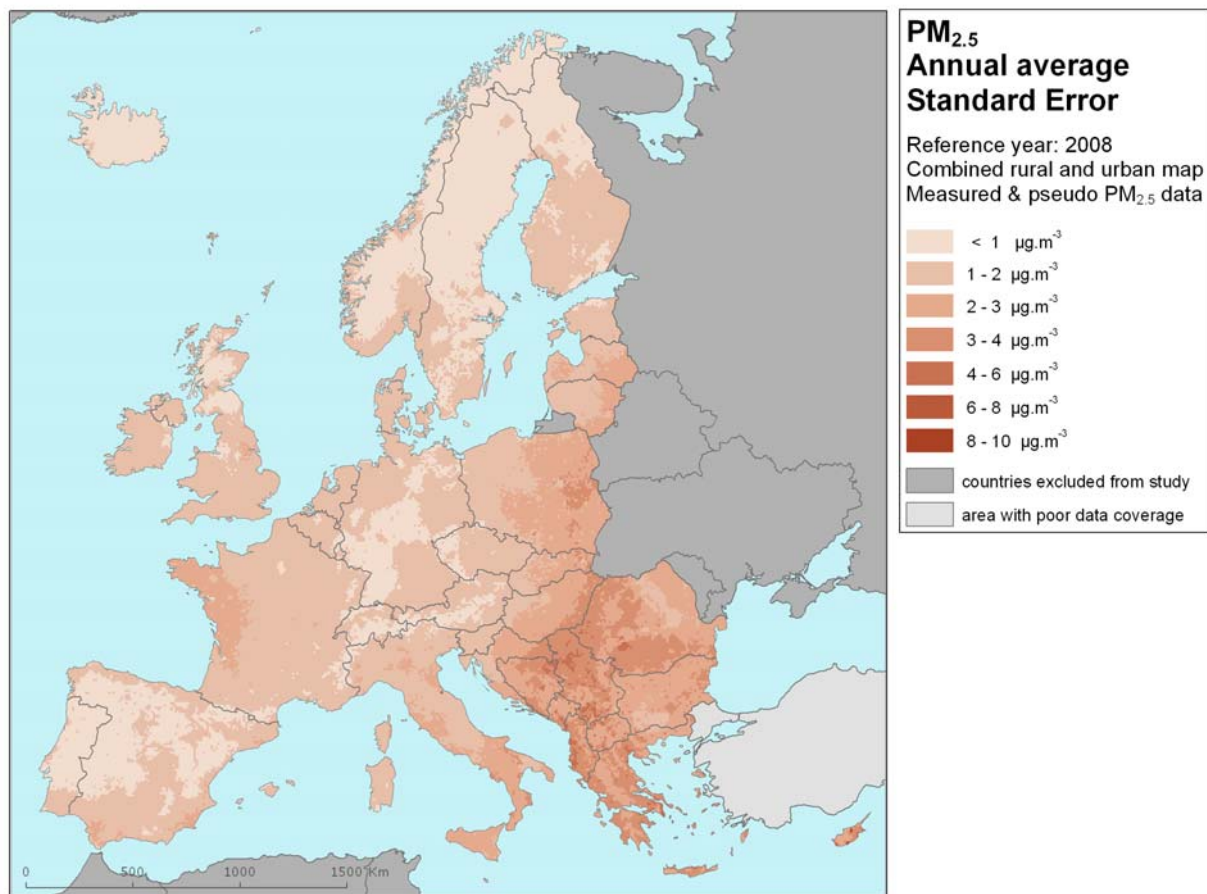 PM2.5
Annual average
Standard Error
Reference year: 2008
Combined rural and urban map
Measured & pseudo PM2.5 data
< 1 µg.m-3
1 - 2 µg.m-3
2 - 3 µg.m-3
3 - 4 µg.m-3
4 - 6 µg.m-3
6 - 8 µg.m-3
8 - 10 µg.m-3
countries excluded from study
area with poor data coverage
0 500 1000 1500 Km